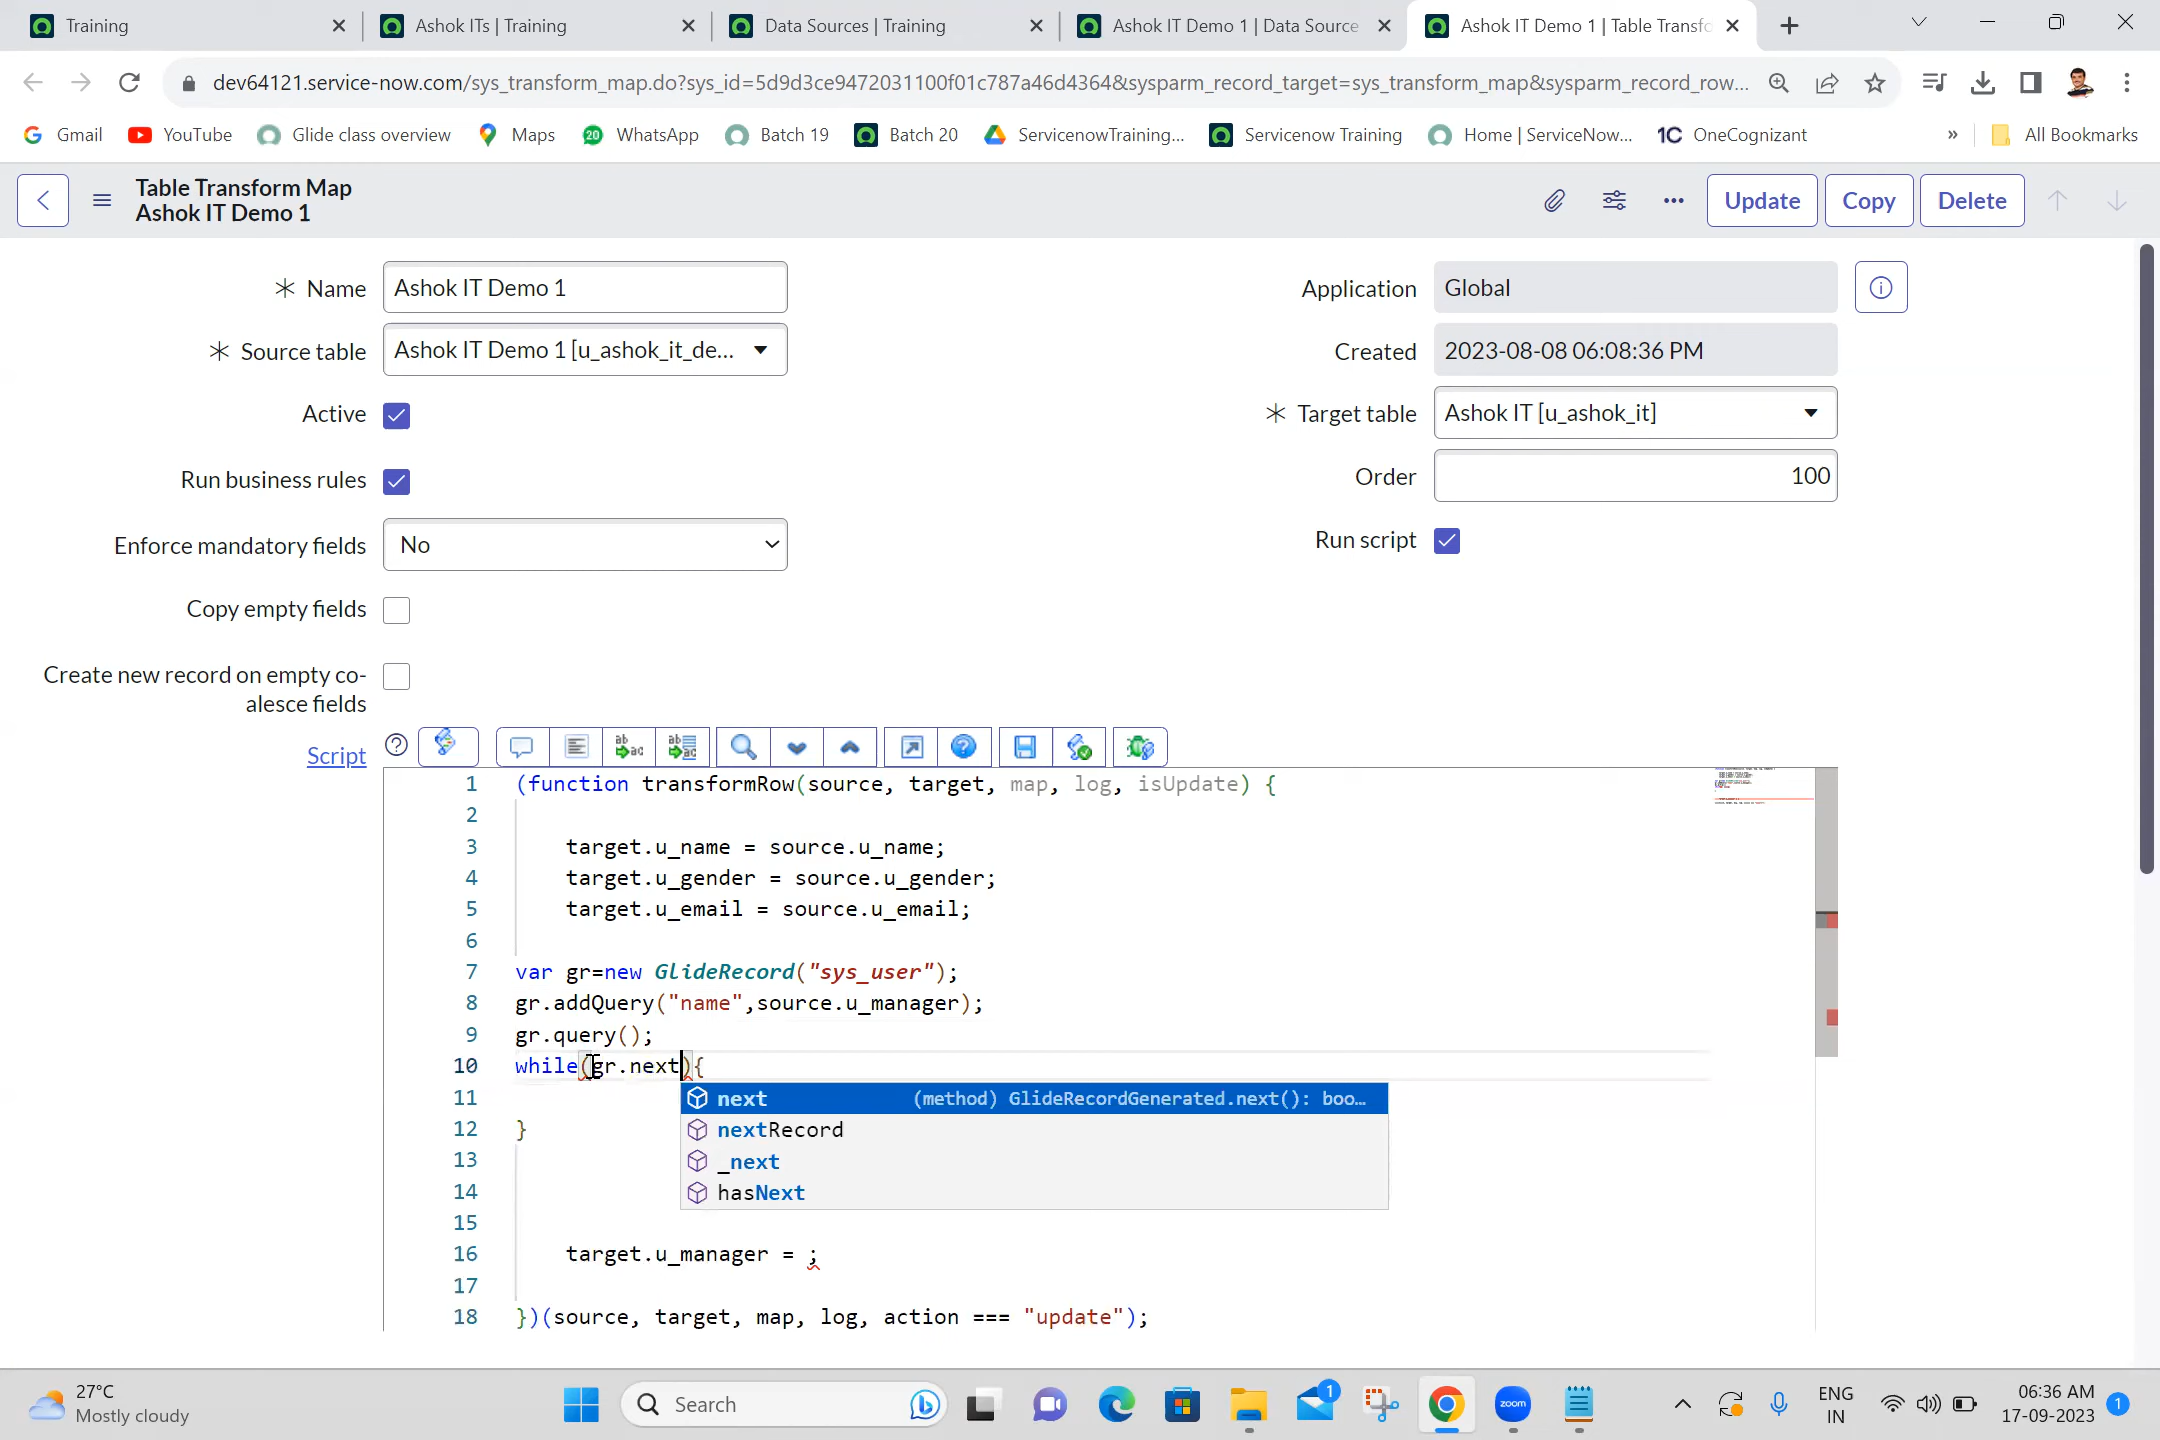 Training
Ashok ITs | Training
Data Sources | Training
Ashok IT Demo 1 | Data Source
Ashok IT Demo 1 | Table Transfo
dev64121.service-now.com/sys_transform_map.do?sys_id=5d9d3ce9472031100f01c787a46d4364&sysparm_record_target=sys_transform_map&sysparm_record_row...
Gmail
YouTube
Glide class overview
Maps
20
WhatsApp
Batch 19
Batch 20
ServicenowTraining...
Servicenow Training
Home | ServiceNow...
1C OneCognizant
»
All Bookmarks
Table Transform Map
Ashok IT Demo 1
Update
Copy
Delete
Name
Ashok IT Demo 1
Application
Global
Source table
Ashok IT Demo 1 [u_ashok_it_de...
Created
2023-08-08 06:08:36 PM
Active
Target table
Ashok IT [u_ashok_it]
Run business rules
Order
100
Enforce mandatory fields
No
Run script
Copy empty fields
Create new record on empty co-
alesce fields
Script
1 (function transformRow(source, target, map, log, isUpdate) {
2
3 target.u_name = source.u_name;
4 target.u_gender = source.u_gender;
5 target.u_email = source.u_email;
6
7 var gr=new GlideRecord("sys_user");
8 gr.addQuery("name",source.u_manager);
9 gr.query();
10 while(gr.next){
11
next (method) GlideRecordGenerated.next(): boo...
12 }
nextRecord
13
_next
14
hasNext
15
16 target.u_manager = ;
17
18 })(source, target, map, log, action === "update");
27°C
Mostly cloudy
Search
1
zoom
ENG
IN
06:36 AM
17-09-2023
1